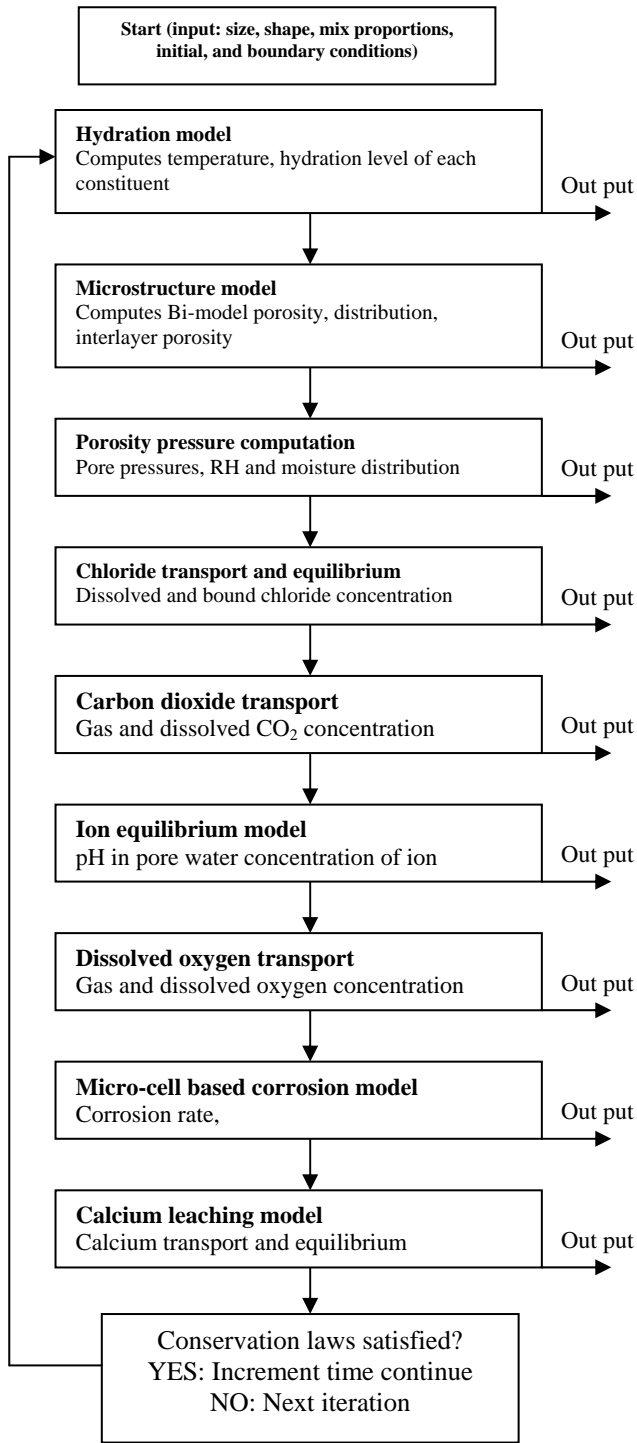 Start (input: size, shape, mix proportions,
initial, and boundary conditions)
Hydration model
Computes temperature, hydration level of each
constituent
Out put
Microstructure model
Computes Bi-model porosity, distribution,
interlayer porosity
Out put
Porosity pressure computation
Pore pressures, RH and moisture distribution
Out put
Chloride transport and equilibrium
Dissolved and bound chloride concentration
Out put
Carbon dioxide transport
Gas and dissolved CO₂ concentration
Out put
Ion equilibrium model
pH in pore water concentration of ion
Out put
Dissolved oxygen transport
Gas and dissolved oxygen concentration
Out put
Micro-cell based corrosion model
Corrosion rate,
Out put
Calcium leaching model
Calcium transport and equilibrium
Out put
Conservation laws satisfied?
YES: Increment time continue
NO: Next iteration